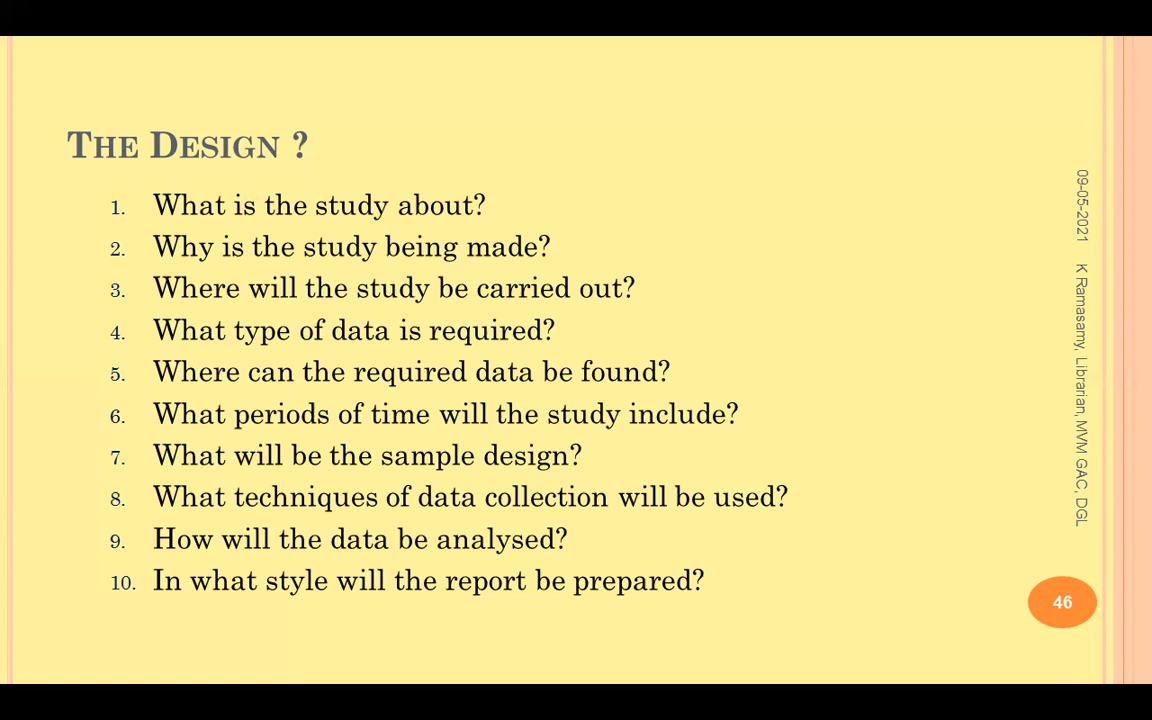 THE DESIGN ?
1. What is the study about?
2. Why is the study being made?
3. Where will the study be carried out?
4. What type of data is required?
5. Where can the required data be found?
6. What periods of time will the study include?
7. What will be the sample design?
8. What techniques of data collection will be used?
9. How will the data be analysed?
10. In what style will the report be prepared?
09-05-2021 K Ramasamy, Librarian, MVM GAC, DGL
46